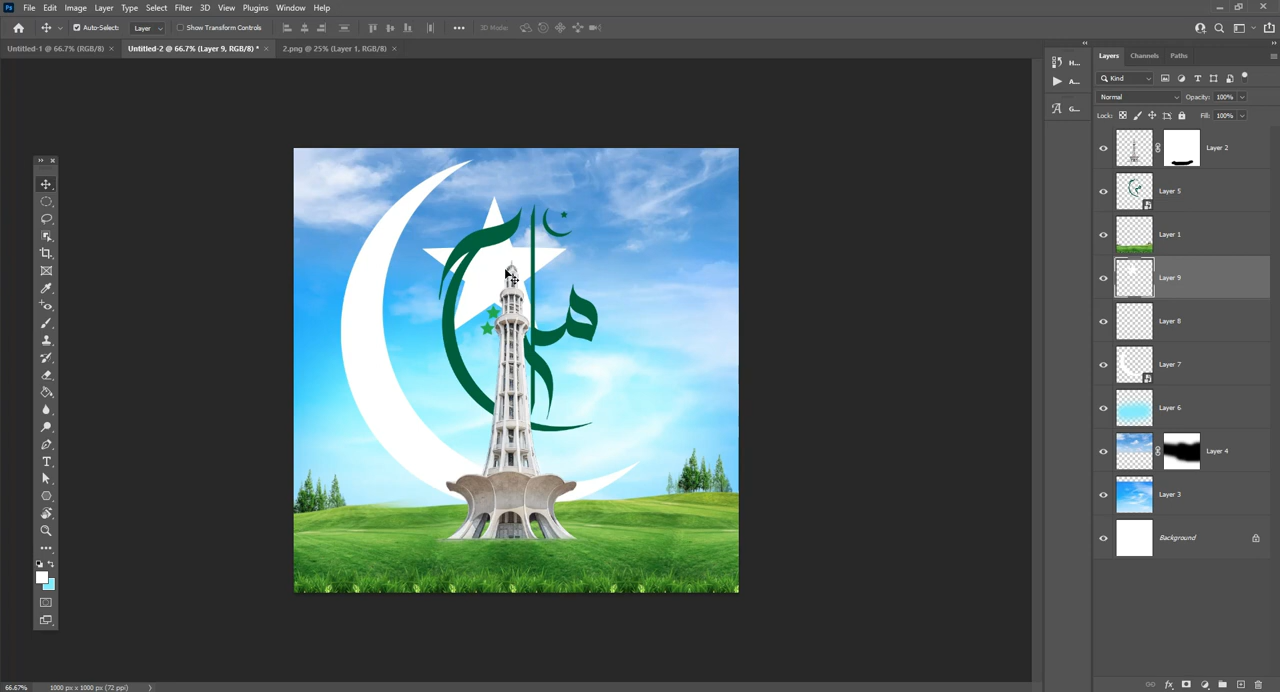 Ps File Edit Image Layer Type Select Filter 3D View Plugins Window Help
Auto-Select: Layer Show Transform Controls 3D Mode:
Untitled-1 @ 66.7% (RGB/8) × Untitled-2 @ 66.7% (Layer 9, RGB/8) * × 2.png @ 25% (Layer 1, RGB/8) ×
H...
A...
G...
Layers Channels Paths
Kind
Normal Opacity: 100%
Lock: Fill: 100%
Layer 2
Layer 5
Layer 1
Layer 9
Layer 8
Layer 7
Layer 6
Layer 4
Layer 3
Background
66.67% 1000 px x 1000 px (72 ppi)